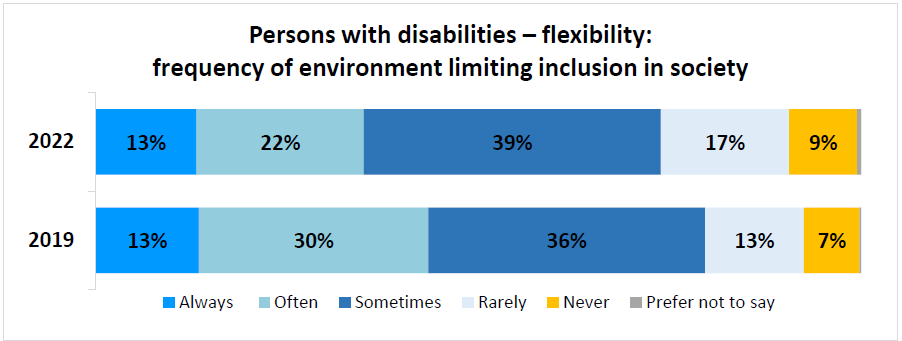 Persons with disabilities – flexibility:
frequency of environment limiting inclusion in society
2022 13% 22% 39% 17% 9%
2019 13% 30% 36% 13% 7%
Always Often Sometimes Rarely Never Prefer not to say